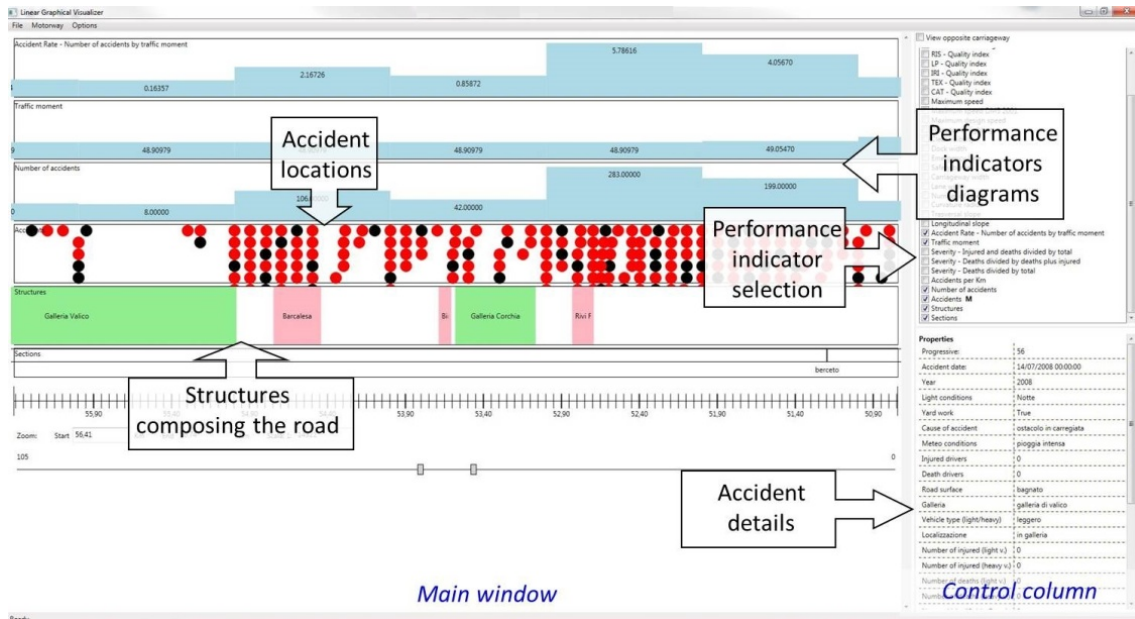 Linear Graphical Visualizer
File Motorway Options
Accident Rate - Number of accidents by traffic moment
0.16357
2.16726
0.85872
5.78616
4.05670
Traffic moment
48.90979
48.90979
48.90979
49.05470
Number of accidents
8.00000
42.00000
283.00000
199.00000
Accident
locations
Structures
Galleria Valico
Barcalesa
Bi
Galleria Corchia
Rivi F
Sections
berceto
Structures
composing the road
55,90
53,90
53,40
52,90
52,40
51,90
51,40
50,90
Zoom: Start 56,41
105
0
Main window
View opposite carriageway
RIS - Quality index
LP - Quality index
IRI - Quality index
TEX - Quality index
CAT - Quality index
Maximum speed
Performance
indicators
diagrams
Performance
indicator
selection
Longitudinal slope
Accident Rate - Number of accidents by traffic moment
Traffic moment
Severity - Injured and deaths divided by total
Severity - Deaths divided by deaths plus injured
Severity - Deaths divided by total
Accidents per Km
Number of accidents
Accidents M
Structures
Sections
Properties
Progressive: 56
Accident date: 14/07/2008 00:00:00
Year 2008
Light conditions Notte
Yard work True
Cause of accident ostacolo in carregiata
Meteo conditions pioggia intensa
Injured drivers 0
Death drivers 0
Road surface bagnato
Galleria galleria di valico
Vehicle type (light/heavy) leggero
Localizzazione in galleria
Number of injured (light v.) 0
Number of injured (heavy v.) 0
Number of deaths (light v.) 0
Accident
details
Control column